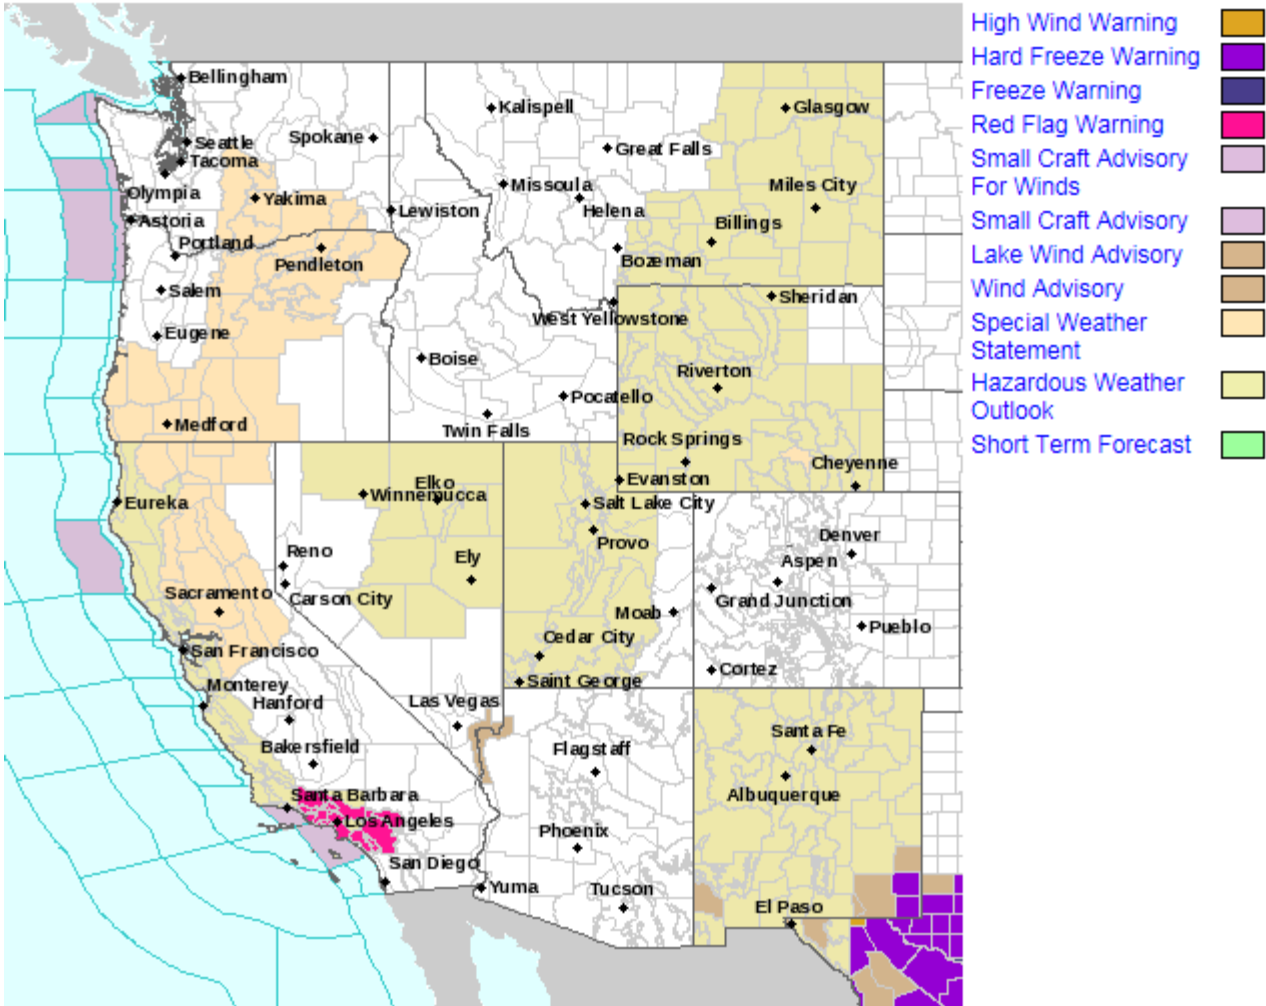 Bellingham
Kalispell
Glasgow
Spokane
Seattle
Great Falls
Tacoma
Olympia
Yakima
Missoula
Miles City
Helena
Lewiston
Astoria
Billings
Portland
Bozeman
Pendleton
Salem
Sheridan
West Yellowstone
Eugene
Boise
Riverton
Pocatello
Medford
Twin Falls
Rock Springs
Cheyenne
Evanston
Elko
Winnemucca
Eureka
Salt Lake City
Provo
Denver
Reno
Ely
Aspen
Sacramento
Carson City
Grand Junction
Moab
Pueblo
Cedar City
San Francisco
Cortez
Saint George
Monterey
Hanford
Las Vegas
Santa Fe
Bakersfield
Flagstaff
Albuquerque
Santa Barbara
Los Angeles
Phoenix
San Diego
Yuma
Tucson
El Paso
High Wind Warning
Hard Freeze Warning
Freeze Warning
Red Flag Warning
Small Craft Advisory
For Winds
Small Craft Advisory
Lake Wind Advisory
Wind Advisory
Special Weather
Statement
Hazardous Weather
Outlook
Short Term Forecast